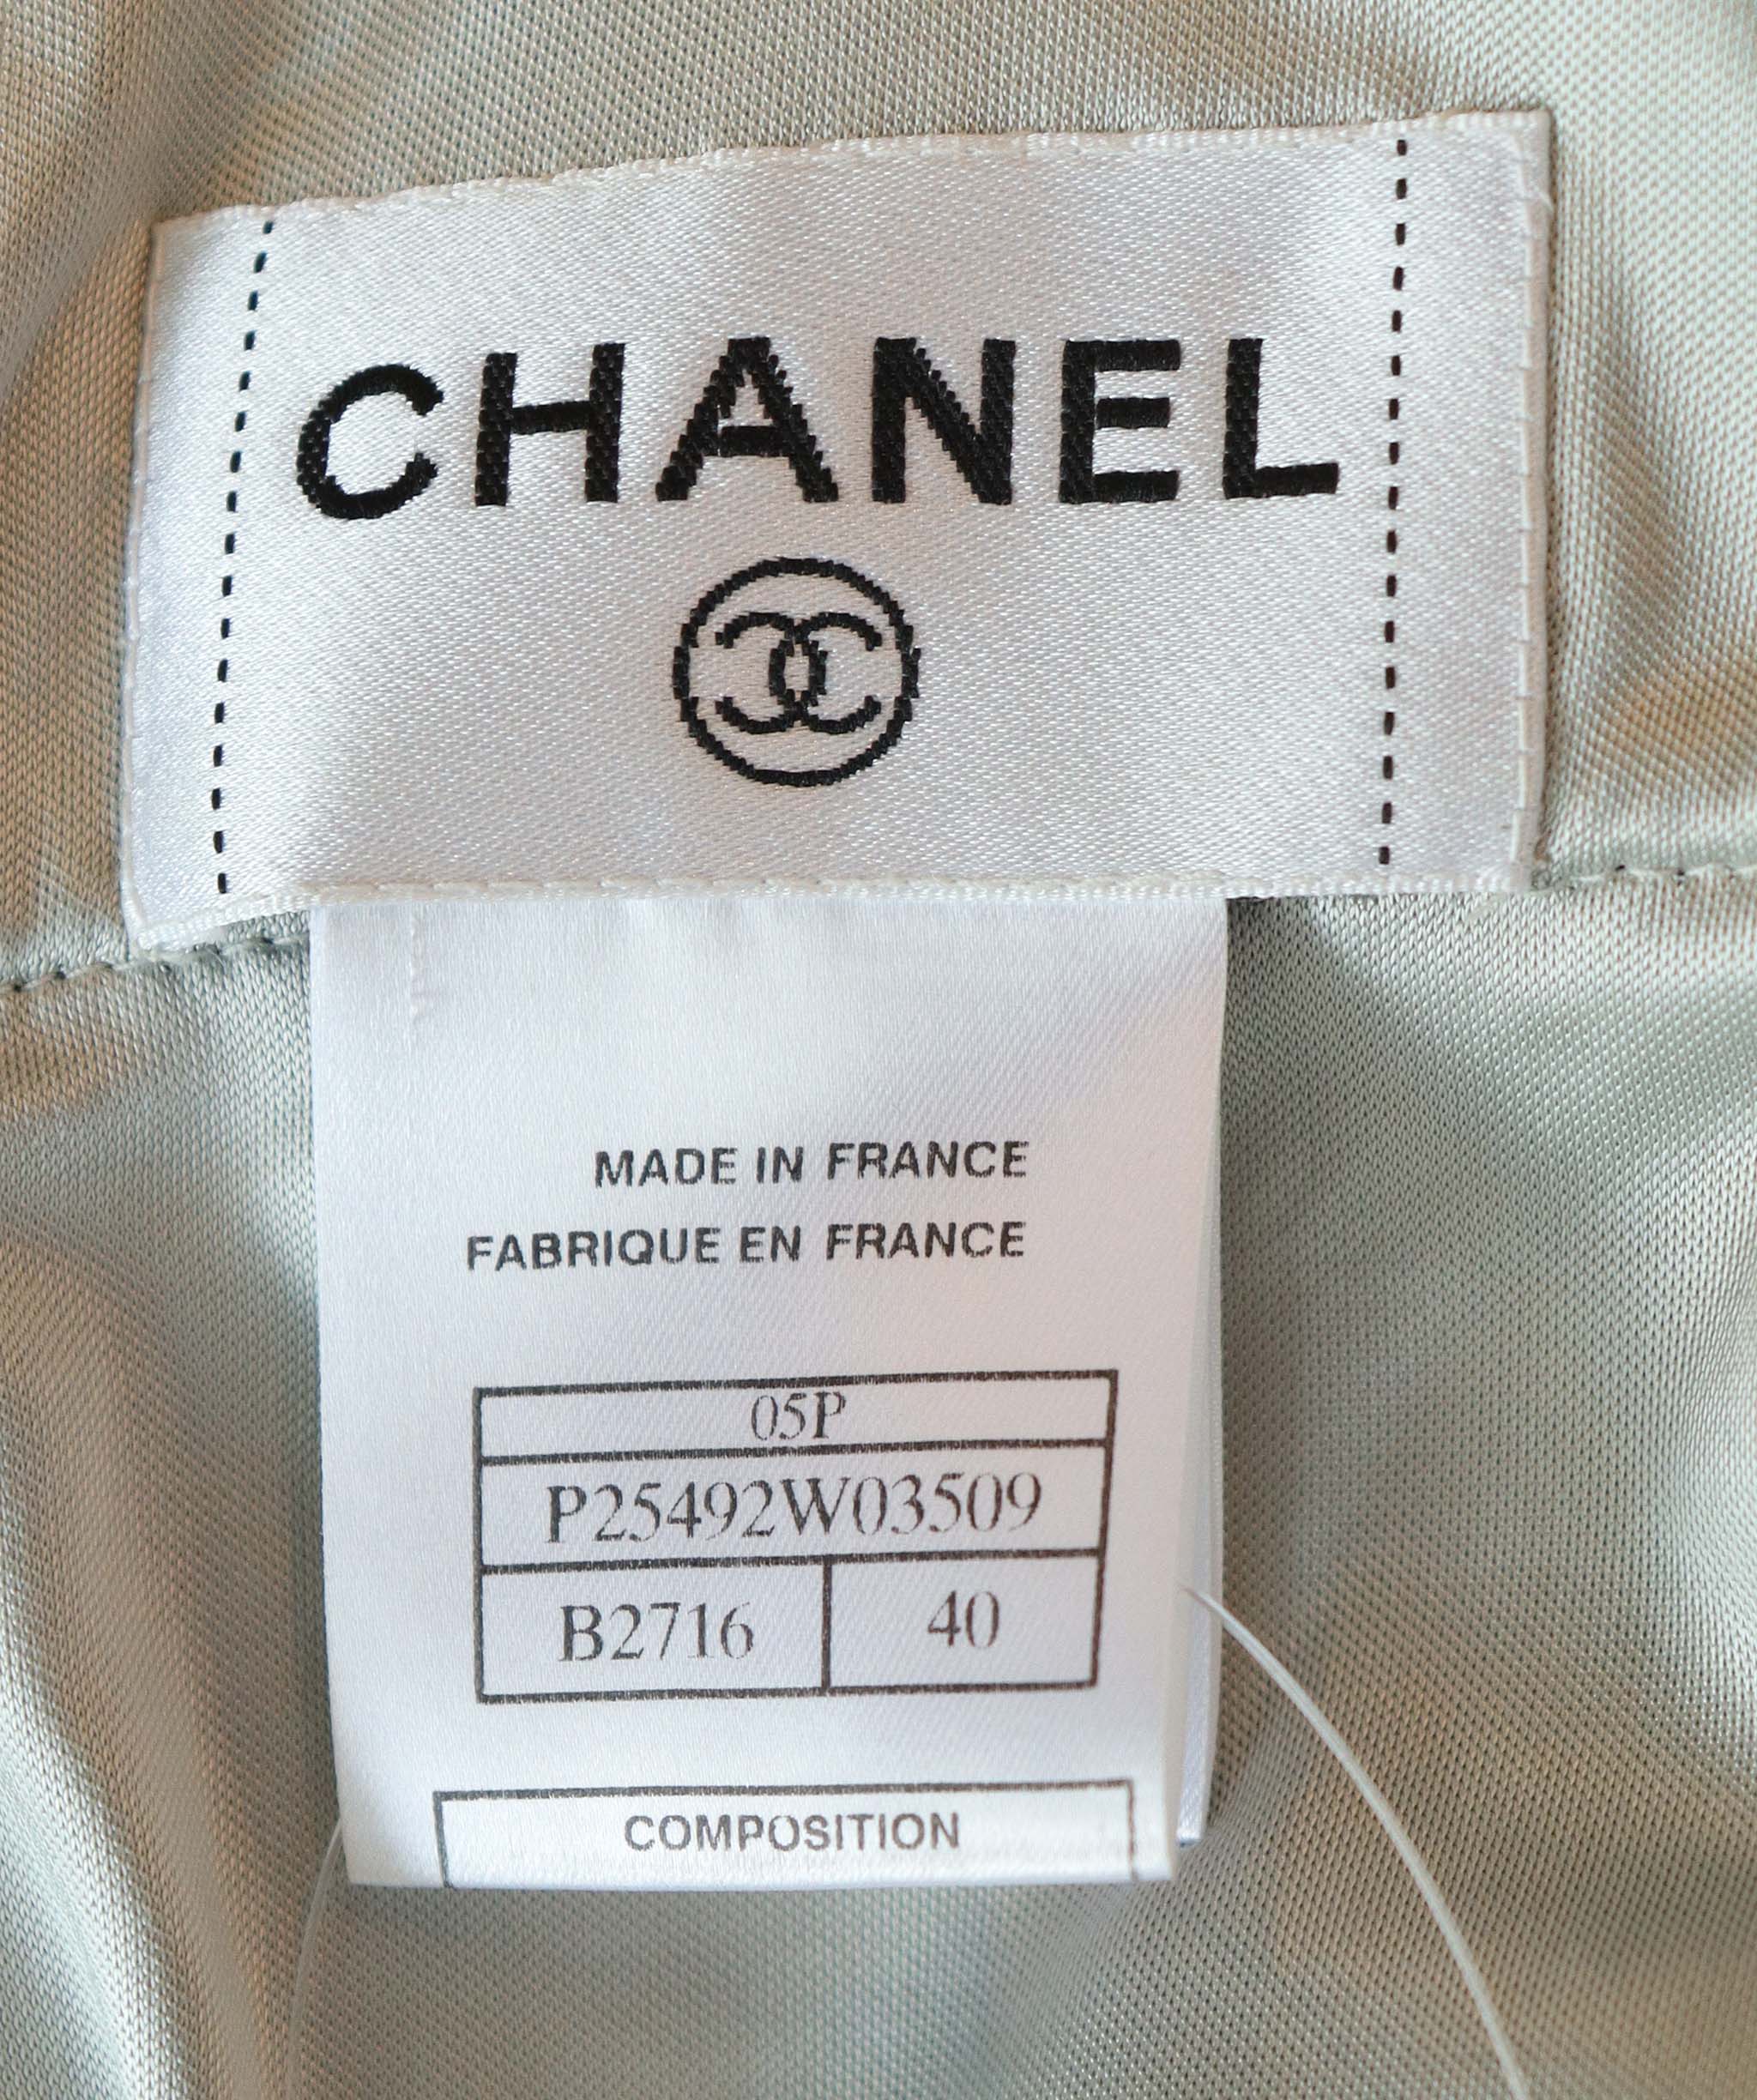 CHANEL
MADE IN FRANCE
FABRIQUE EN FRANCE
05P
P25492W03509
B2716 40
COMPOSITION